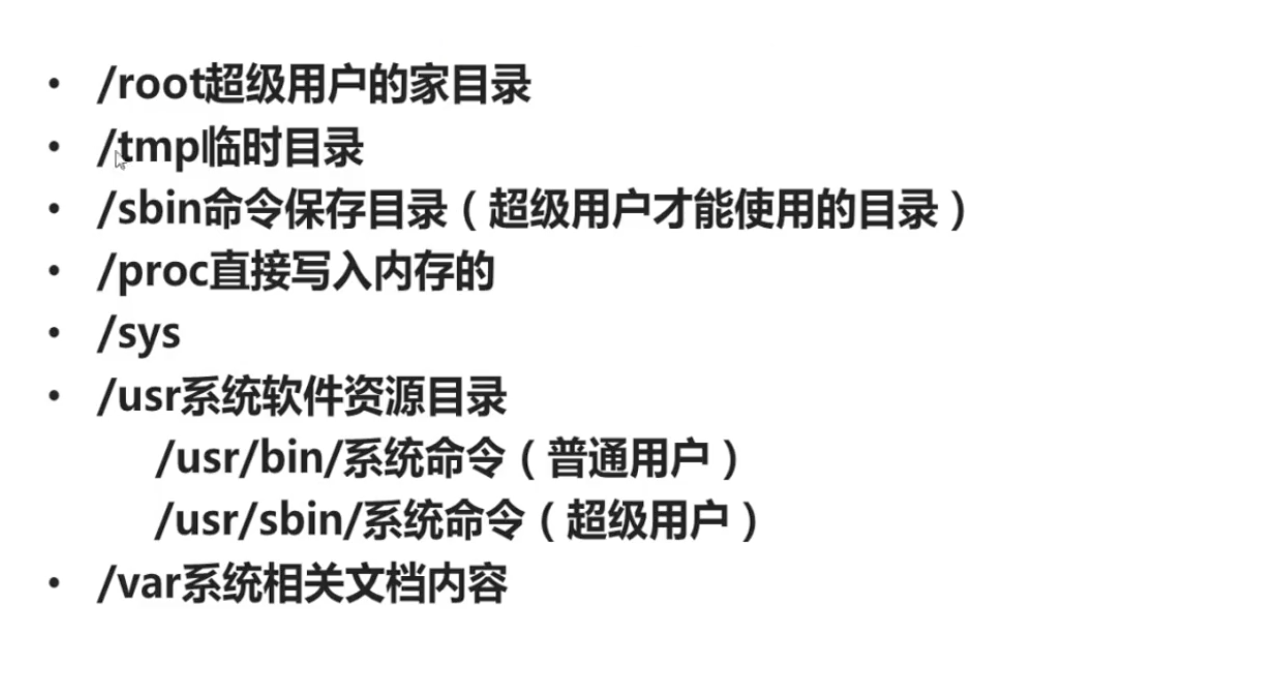 • /root超级用户的家目录
• /tmp临时目录
• /sbin命令保存目录（超级用户才能使用的目录）
• /proc直接写入内存的
• /sys
• /usr系统软件资源目录
/usr/bin/系统命令（普通用户）
/usr/sbin/系统命令（超级用户）
• /var系统相关文档内容